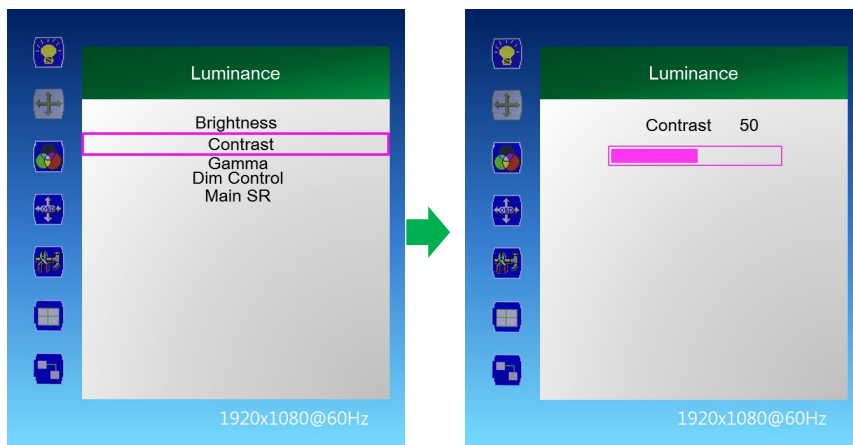 Luminance
Brightness
Contrast
Gamma
Dim Control
Main SR
1920x1080@60Hz
Luminance
Contrast 50
1920x1080@60Hz